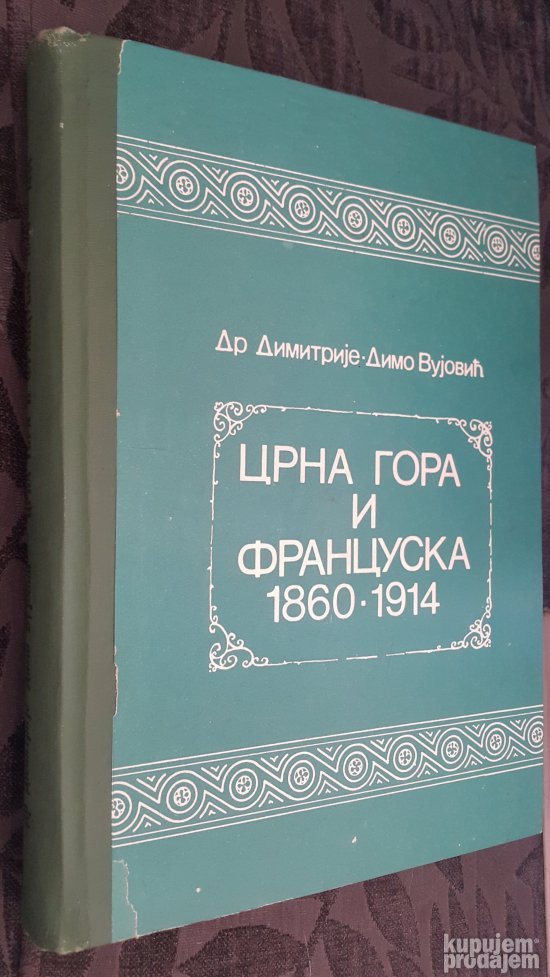 Др Димитрије-Димо Вујовић
ЦРНА ГОРА
И
ФРАНЦУСКА
1860·1914
kupujem
prodajem